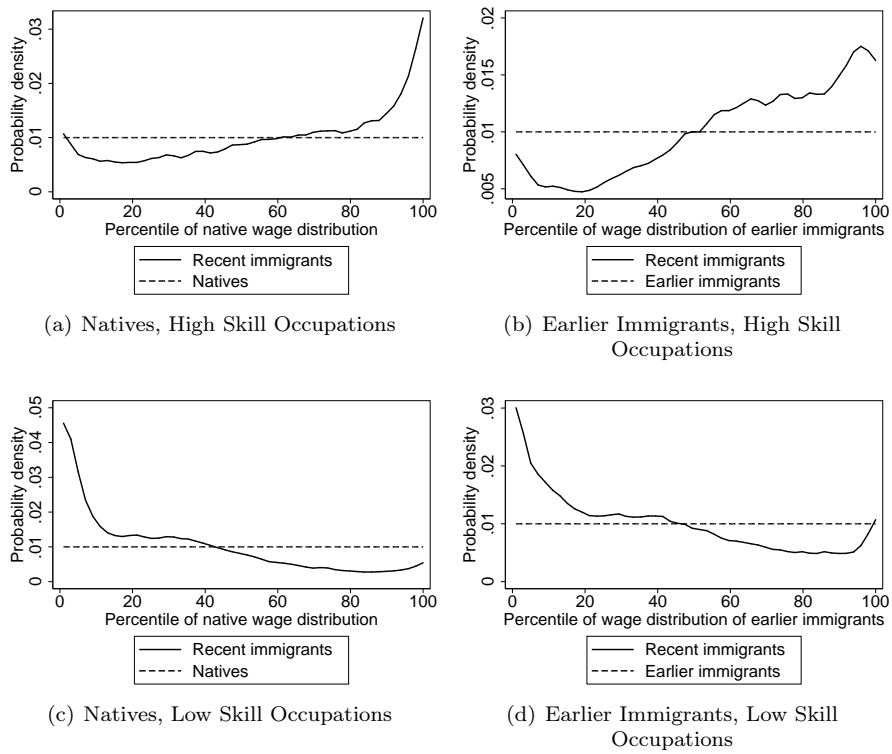 Probability density
0
.01
.02
.03
0 20 40 60 80 100
Percentile of native wage distribution
Recent immigrants
Natives
(a) Natives, High Skill Occupations
Probability density
.005
.01
.015
.02
0 20 40 60 80 100
Percentile of wage distribution of earlier immigrants
Recent immigrants
Earlier immigrants
(b) Earlier Immigrants, High Skill
Occupations
Probability density
0
.01
.02
.03
.04
.05
0 20 40 60 80 100
Percentile of native wage distribution
Recent immigrants
Natives
(c) Natives, Low Skill Occupations
Probability density
0
.01
.02
.03
0 20 40 60 80 100
Percentile of wage distribution of earlier immigrants
Recent immigrants
Earlier immigrants
(d) Earlier Immigrants, Low Skill
Occupations